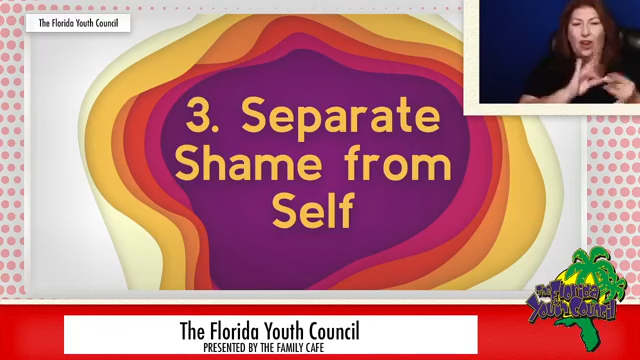 The Florida Youth Council
3. Separate
Shame from
Self
The Florida
Youth Council
The Florida Youth Council
PRESENTED BY THE FAMILY CAFE